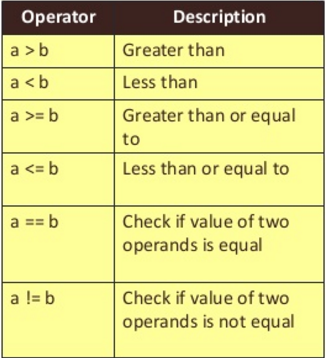 Operator Description
a > b Greater than
a < b Less than
a >= b Greater than or equal
to
a <= b Less than or equal to
a == b Check if value of two
operands is equal
a != b Check if value of two
operands is not equal